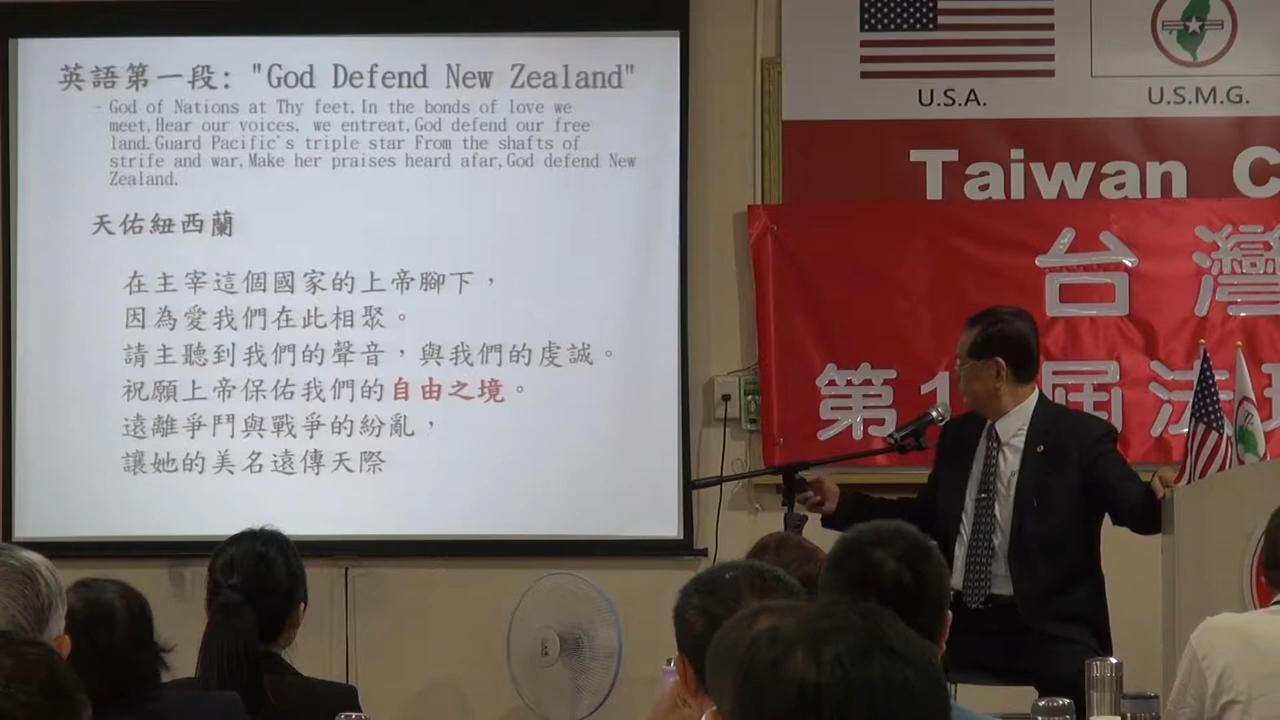 英語第一段: "God Defend New Zealand"
- God of Nations at Thy feet,In the bonds of love we
meet,Hear our voices, we entreat,God defend our free
land.Guard Pacific's triple star From the shafts of
strife and war,Make her praises heard afar,God defend New
Zealand.
天佑紐西蘭
在主宰這個國家的上帝腳下，
因為愛我們在此相聚。
請主聽到我們的聲音，與我們的虔誠。
祝願上帝保佑我們的自由之境。
遠離爭鬥與戰爭的紛亂，
讓她的美名遠傳天際
U.S.A.
U.S.M.G.
Taiwan C
台灣
第1 屆法理